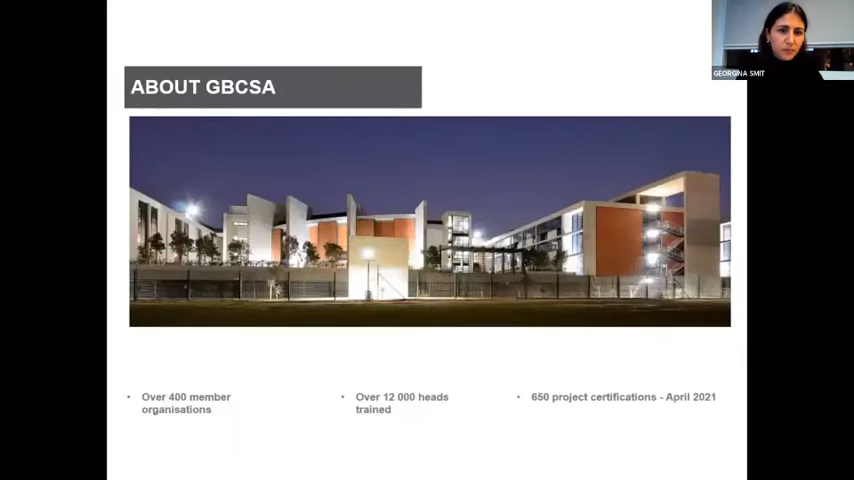 GEORGINA SMIT
ABOUT GBCSA
• Over 400 member
organisations
• Over 12 000 heads
trained
• 650 project certifications - April 2021